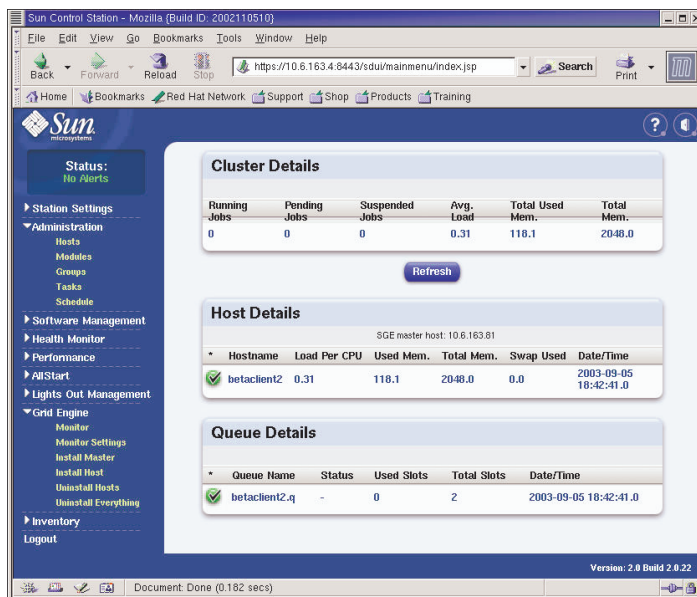 Sun Control Station - Mozilla {Build ID: 2002110510}
File Edit View Go Bookmarks Tools Window Help
Back Forward Reload Stop https://10.6.163.4:8443/sdui/mainmenu/index.jsp Search Print
Home Bookmarks Red Hat Network Support Shop Products Training
Sun
microsystems
?
Status:
No Alerts
Station Settings
Administration
Hosts
Modules
Groups
Tasks
Schedule
Software Management
Health Monitor
Performance
AllStart
Lights Out Management
Grid Engine
Monitor
Monitor Settings
Install Master
Install Host
Uninstall Hosts
Uninstall Everything
Inventory
Logout
Cluster Details
Running Jobs Pending Jobs Suspended Jobs Avg. Load Total Used Mem. Total Mem.
0 0 0 0.31 118.1 2048.0
Refresh
Host Details
SGE master host: 10.6.163.81
* Hostname Load Per CPU Used Mem. Total Mem. Swap Used Date/Time
betaclient2 0.31 118.1 2048.0 0.0 2003-09-05 18:42:41.0
Queue Details
* Queue Name Status Used Slots Total Slots Date/Time
betaclient2.q - 0 2 2003-09-05 18:42:41.0
Version: 2.0 Build 2.0.22
Document: Done (0.182 secs)